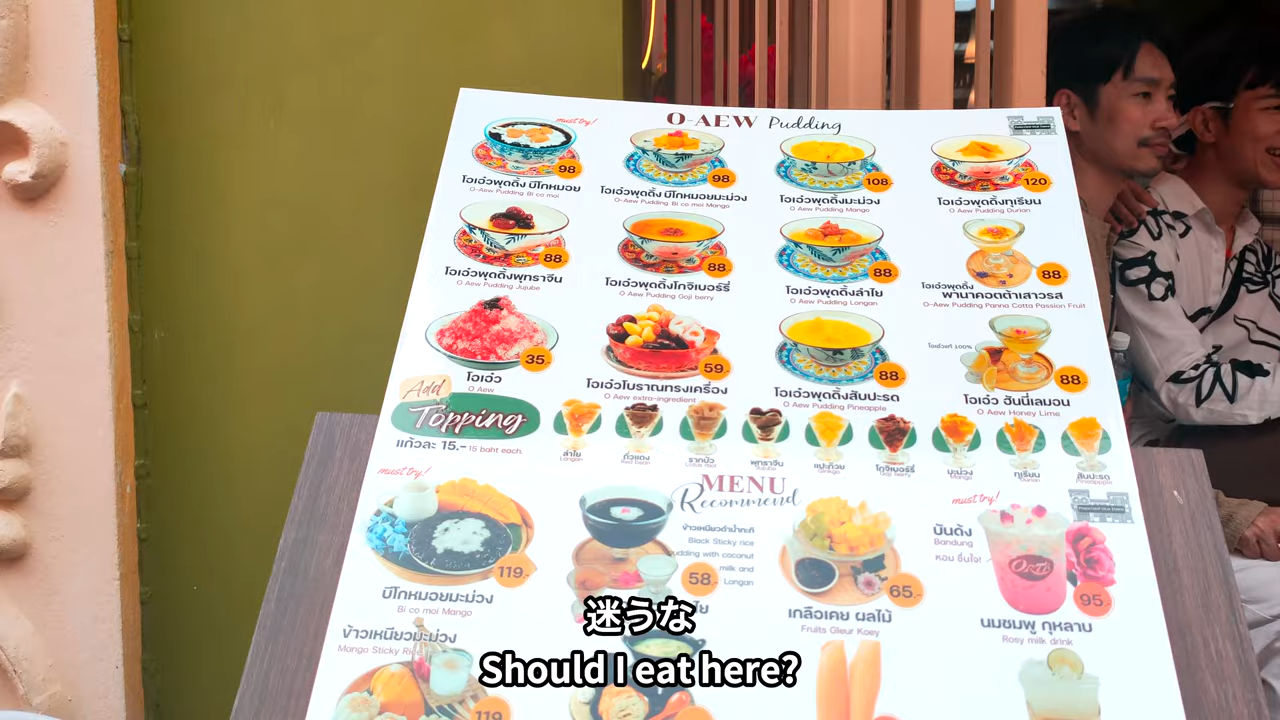 O-AEW Pudding
must try!
98.-
โอเอ๋วพุดดิ้ง บีโกหมอย
O-Aew Pudding Bi co moi
98.-
โอเอ๋วพุดดิ้ง บีโกหมอยมะม่วง
O-Aew Pudding Bi co moi Mango
108.-
โอเอ๋วพุดดิ้งมะม่วง
O Aew Pudding Mango
120.-
โอเอ๋วพุดดิ้งทุเรียน
O Aew Pudding Durian
88
โอเอ๋วพุดดิ้งพุทราจีน
O Aew Pudding Jujube
88.-
โอเอ๋วพุดดิ้งโกจิเบอร์รี่
O Aew Pudding Goji berry
88.-
โอเอ๋วพุดดิ้งลำไย
O Aew Pudding Longan
88.-
โอเอ๋วพุดดิ้ง
พานาคอตต้าเสาวรส
O-Aew Pudding Panna Cotta Passion Fruit
35.
โอเอ๋ว
O Aew
59.-
โอเอ๋วโบราณทรงเครื่อง
O Aew extra-ingredient
88.-
โอเอ๋วพุดดิ้งสับปะรด
O Aew Pudding Pineapple
โอเอ๋วแท้ 100%
88.-
โอเอ๋ว ฮันนี่เลมอน
O Aew Honey Lime
Add
Topping
แก้วละ 15.- 15 baht each.
ลำไย
Longan
ถั่วแดง
Red bean
รากบัว
Lotus root
พุทราจีน
Jujube
แปะก๊วย
Ginkgo
โกจิเบอร์รี่
Goji berry
มะม่วง
Mango
ทุเรียน
Durian
สับปะรด
Pineapple
MENU
Recommend
must try!
119.-
บีโกหมอยมะม่วง
Bi co moi Mango
ข้าวเหนียวดำน้ำกะทิ
Black Sticky rice
pudding with coconut
milk and
Longan
58.-
65.-
เกลือเคย ผลไม้
Fruits Gleur Koey
must try!
บันดัง
Bandung
หอม ชื่นใจ!
95.-
นมชมพู กุหลาบ
Rosy milk drink
ข้าวเหนียวมะม่วง
Mango Sticky Rice
119
迷うな
Should I eat here?